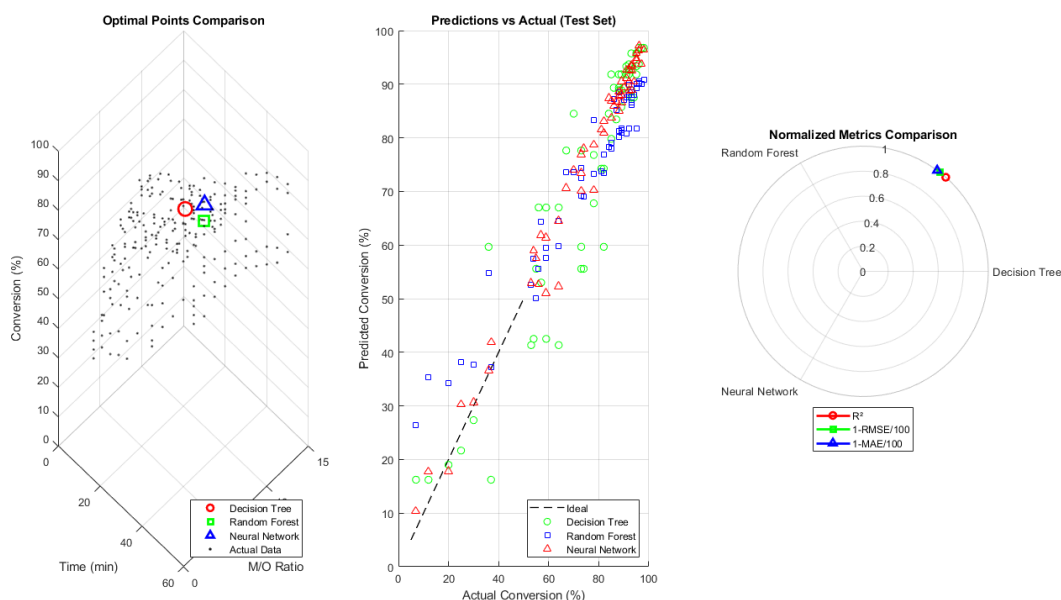 Optimal Points Comparison
100
90
80
70
60
50
40
30
20
10
0
Conversion (%)
0
20
40
60
Time (min)
0
15
M/O Ratio
Decision Tree
Random Forest
Neural Network
Actual Data
Predictions vs Actual (Test Set)
100
90
80
70
60
50
40
30
20
10
0
Predicted Conversion (%)
0
20
40
60
80
100
Actual Conversion (%)
Ideal
Decision Tree
Random Forest
Neural Network
Normalized Metrics Comparison
1
0.8
0.6
0.4
0.2
0
Random Forest
Decision Tree
Neural Network
R²
1-RMSE/100
1-MAE/100